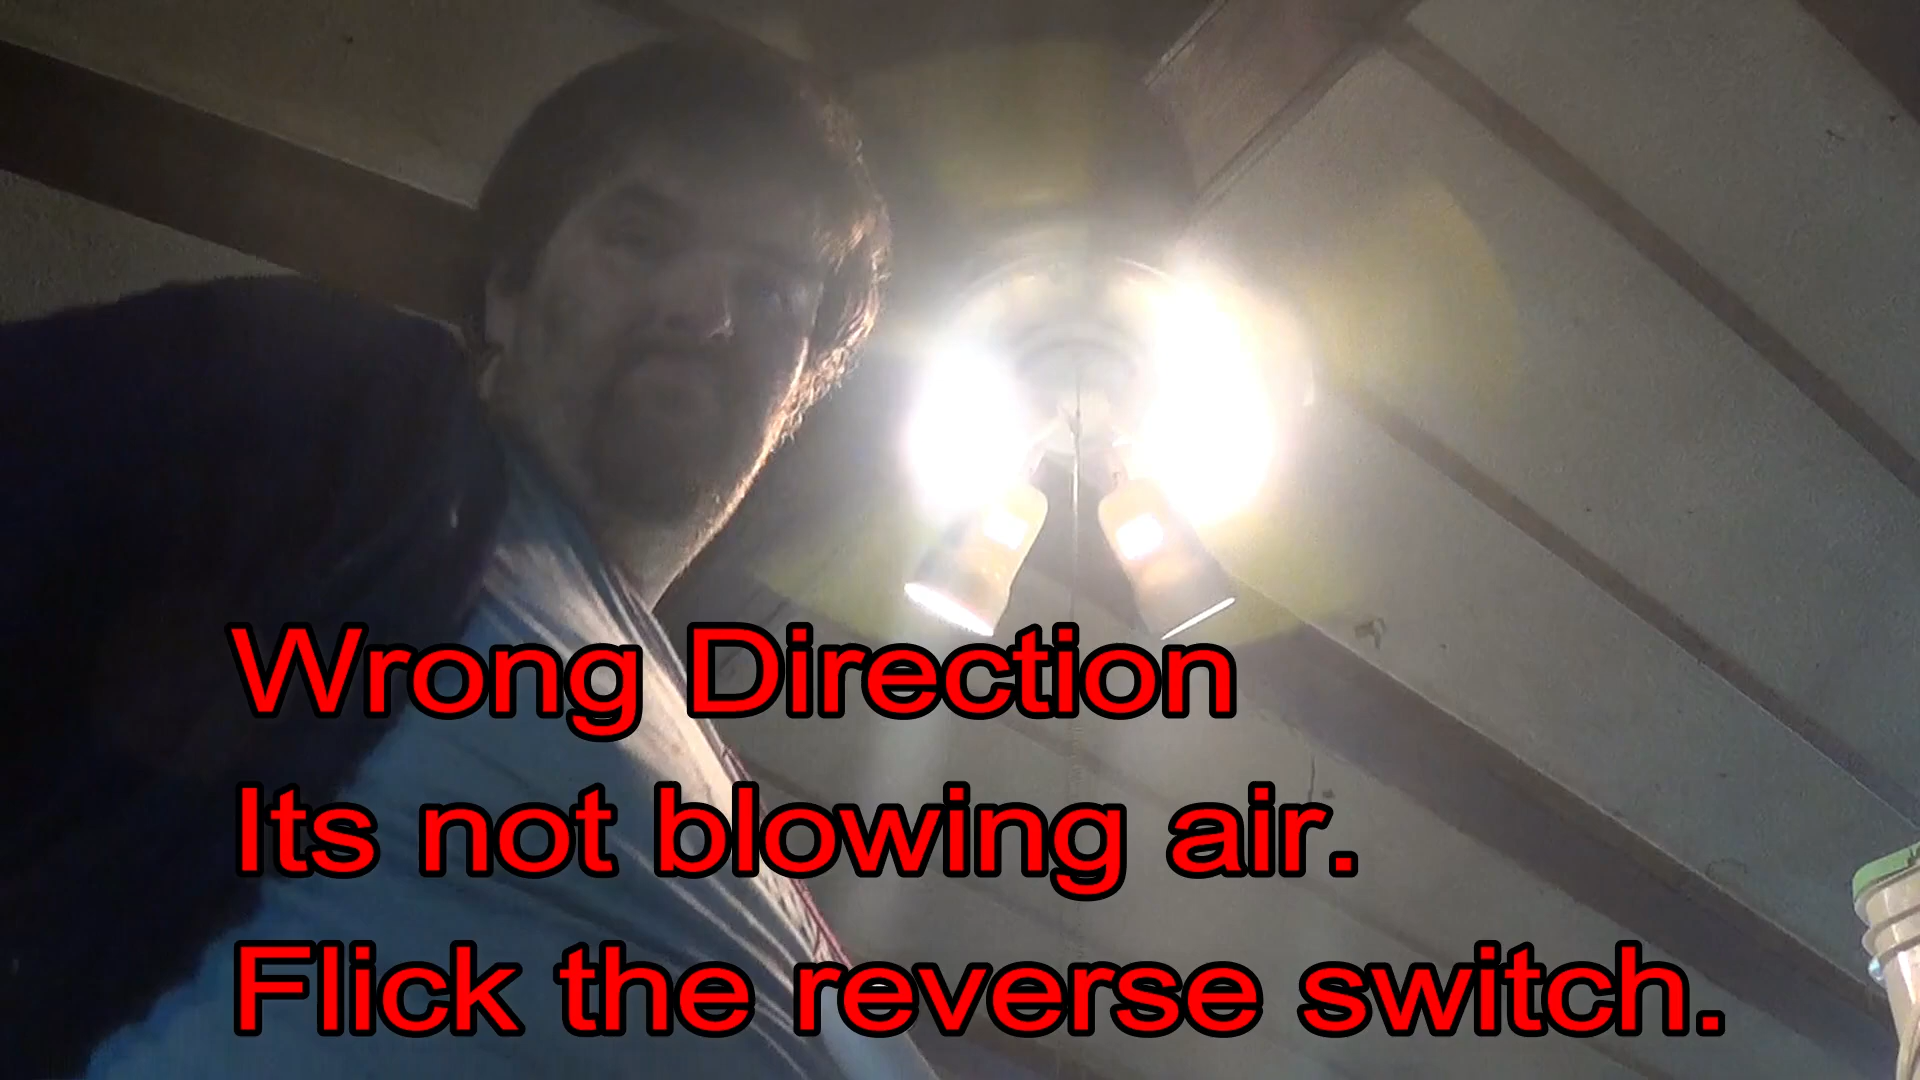 Wrong Direction
Its not blowing air.
Flick the reverse switch.